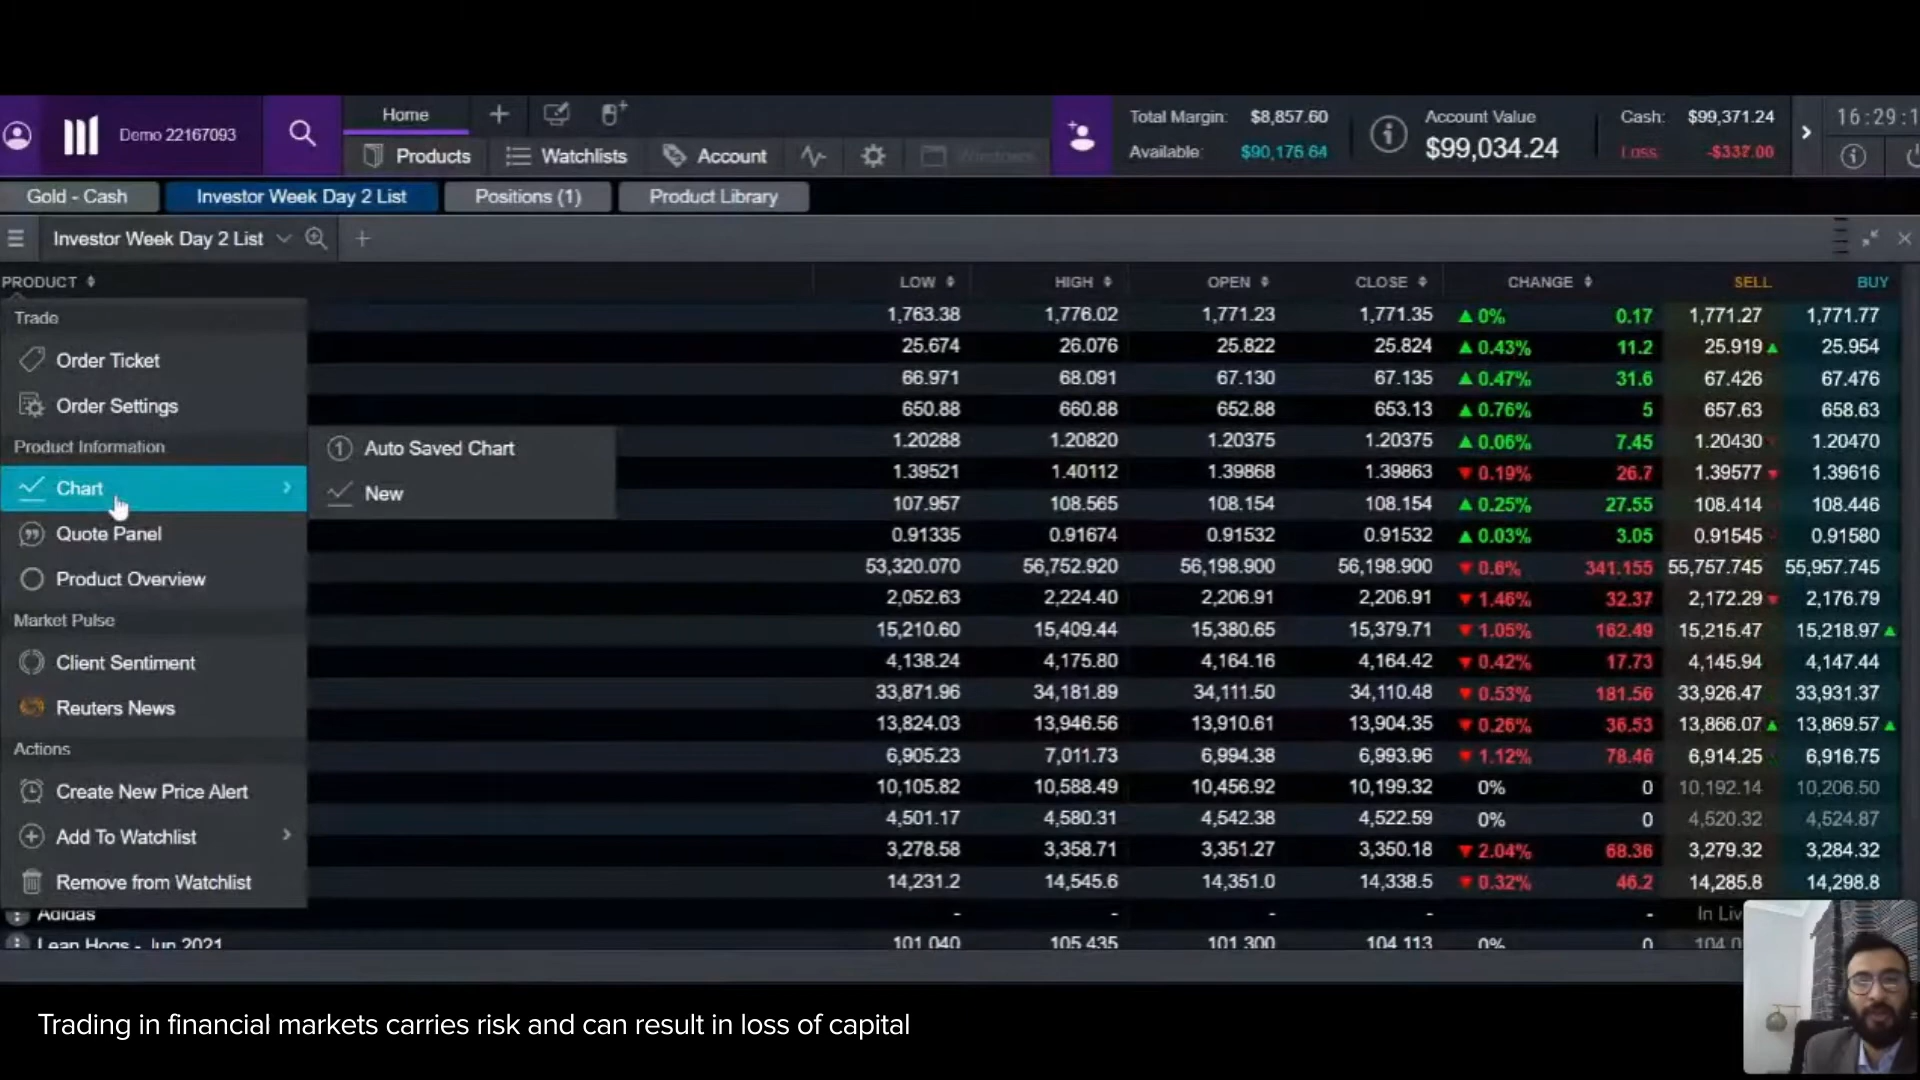 Home
Demo 22167093
Products
Watchlists
Account
Total Margin: $8,857.60
Available: $90,176.64
Account Value
$99,034.24
Cash: $99,371.24
Loss: -$337.00
16:29:1
Gold - Cash
Investor Week Day 2 List
Positions (1)
Product Library
Investor Week Day 2 List
PRODUCT LOW HIGH OPEN CLOSE CHANGE SELL BUY
Trade
Order Ticket
Order Settings
Product Information
Chart
Quote Panel
Product Overview
Market Pulse
Client Sentiment
Reuters News
Actions
Create New Price Alert
Add To Watchlist
Remove from Watchlist
1 Auto Saved Chart
New
1,763.38 1,776.02 1,771.23 1,771.35 0% 0.17 1,771.27 1,771.77
25.674 26.076 25.822 25.824 0.43% 11.2 25.919 25.954
66.971 68.091 67.130 67.135 0.47% 31.6 67.426 67.476
650.88 660.88 652.88 653.13 0.76% 5 657.63 658.63
1.20288 1.20820 1.20375 1.20375 0.06% 7.45 1.20430 1.20470
1.39521 1.40112 1.39868 1.39863 0.19% 26.7 1.39577 1.39616
107.957 108.565 108.154 108.154 0.25% 27.55 108.414 108.446
0.91335 0.91674 0.91532 0.91532 0.03% 3.05 0.91545 0.91580
53,320.070 56,752.920 56,198.900 56,198.900 0.6% 341.155 55,757.745 55,957.745
2,052.63 2,224.40 2,206.91 2,206.91 1.46% 32.37 2,172.29 2,176.79
15,210.60 15,409.44 15,380.65 15,379.71 1.05% 162.49 15,215.47 15,218.97
4,138.24 4,175.80 4,164.16 4,164.42 0.42% 17.73 4,145.94 4,147.44
33,871.96 34,181.89 34,111.50 34,110.48 0.53% 181.56 33,926.47 33,931.37
13,824.03 13,946.56 13,910.61 13,904.35 0.26% 36.53 13,866.07 13,869.57
6,905.23 7,011.73 6,994.38 6,993.96 1.12% 78.46 6,914.25 6,916.75
10,105.82 10,588.49 10,456.92 10,199.32 0% 0 10,192.14 10,206.50
4,501.17 4,580.31 4,542.38 4,522.59 0% 0 4,520.32 4,524.87
3,278.58 3,358.71 3,351.27 3,350.18 2.04% 68.36 3,279.32 3,284.32
14,231.2 14,545.6 14,351.0 14,338.5 0.32% 46.2 14,285.8 14,298.8
Adidas - - - - - In Liv
Lean Hogs - Jun 2021 101.040 105.435 101.300 104.113 0% 0 104.0
Trading in financial markets carries risk and can result in loss of capital